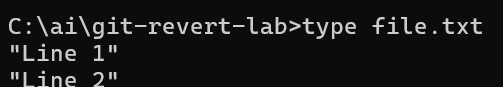 C:\ai\git-revert-lab>type file.txt
"Line 1"
"Line 2"